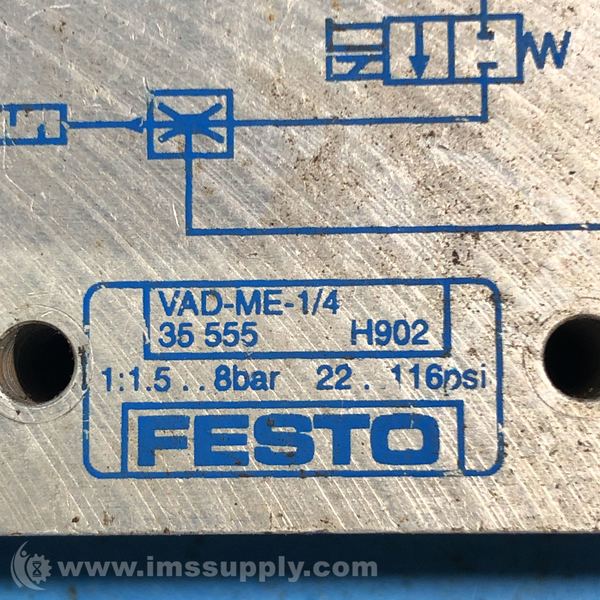 VAD-ME-1/4
35 555 H902
1:1.5 . . 8bar 22 . . 116psi
FESTO
www.imssupply.com